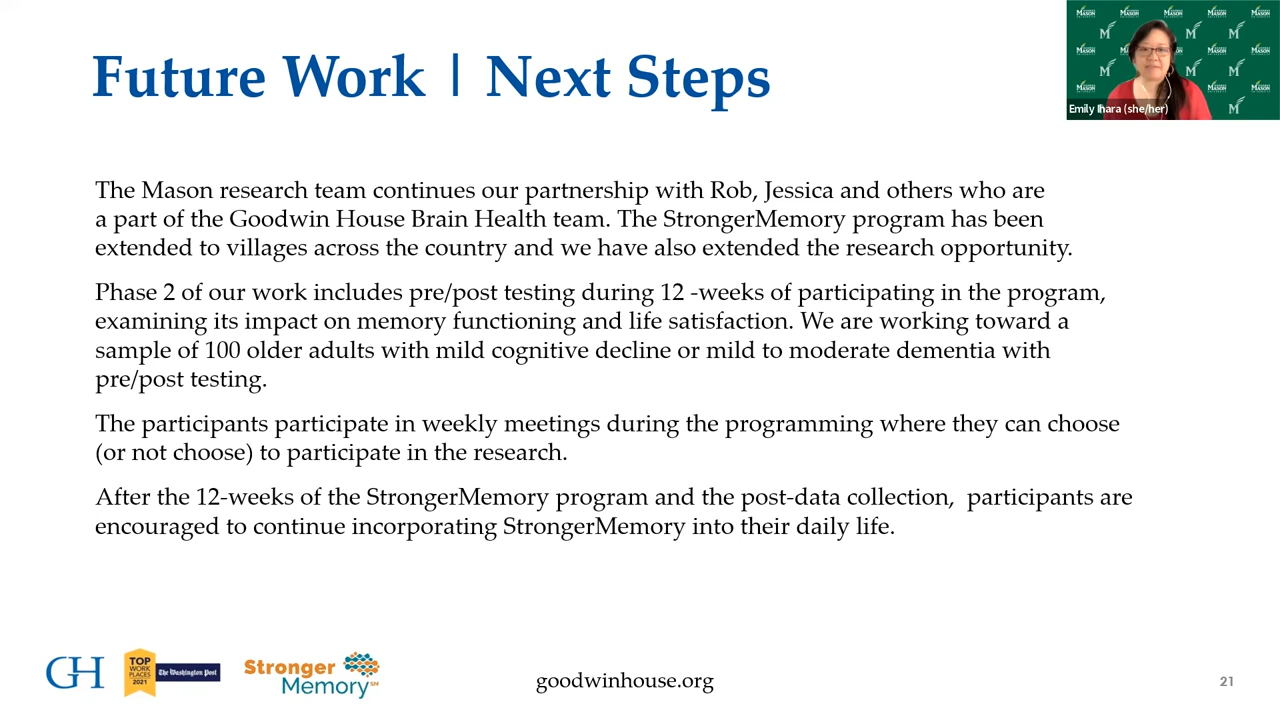 Future Work | Next Steps
Emily Ihara (she/her)
The Mason research team continues our partnership with Rob, Jessica and others who are
a part of the Goodwin House Brain Health team. The StrongerMemory program has been
extended to villages across the country and we have also extended the research opportunity.
Phase 2 of our work includes pre/post testing during 12 -weeks of participating in the program,
examining its impact on memory functioning and life satisfaction. We are working toward a
sample of 100 older adults with mild cognitive decline or mild to moderate dementia with
pre/post testing.
The participants participate in weekly meetings during the programming where they can choose
(or not choose) to participate in the research.
After the 12-weeks of the StrongerMemory program and the post-data collection,  participants are
encouraged to continue incorporating StrongerMemory into their daily life.
GH
TOP
WORK
PLACES
2021
The Washington Post
Stronger
Memory
SM
goodwinhouse.org
21